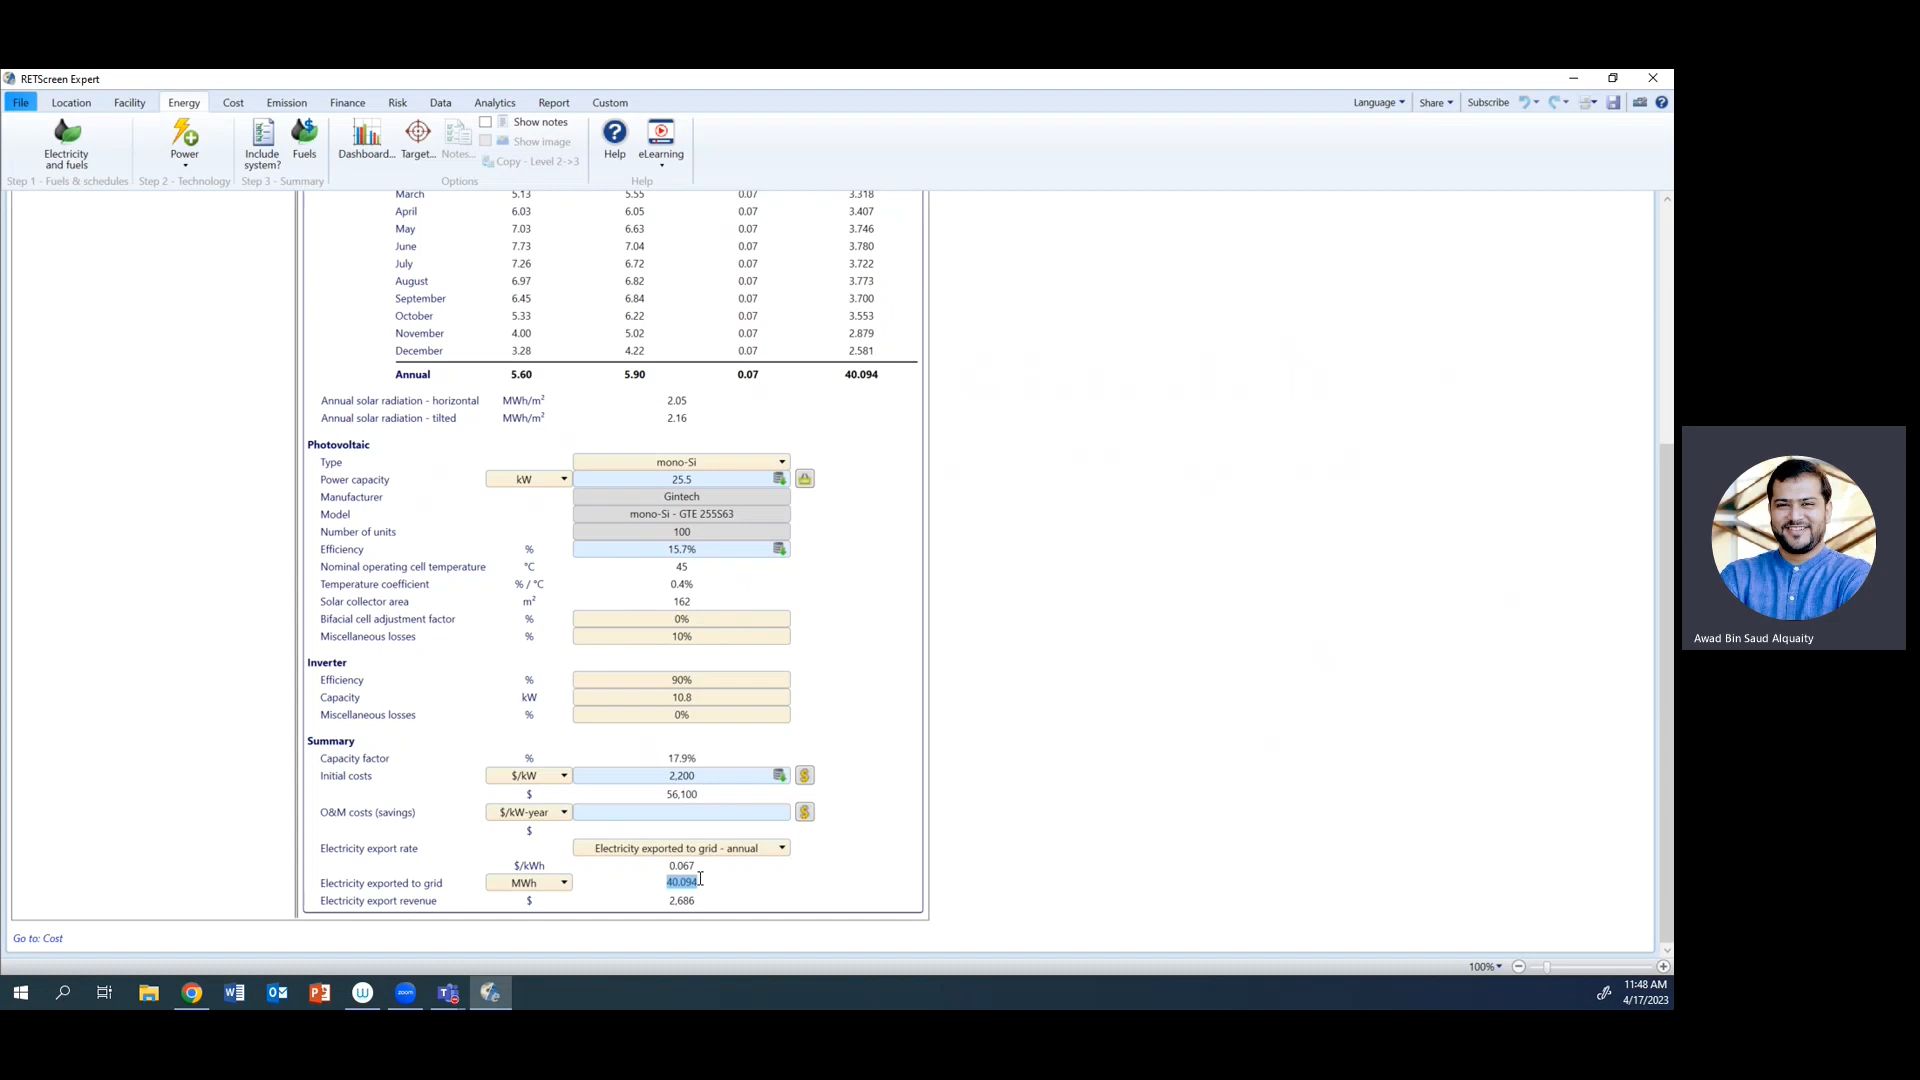 RETScreen Expert
File Location Facility Energy Cost Emission Finance Risk Data Analytics Report Custom Language Share Subscribe
Electricity and fuels Power Include system? Fuels Dashboard... Target... Notes... Show notes Show image Copy - Level 2->3 Help eLearning
Step 1 - Fuels & schedules Step 2 - Technology Step 3 - Summary Options Help
March 5.13 5.55 0.07 3.318
April 6.03 6.05 0.07 3.407
May 7.03 6.63 0.07 3.746
June 7.73 7.04 0.07 3.780
July 7.26 6.72 0.07 3.722
August 6.97 6.82 0.07 3.773
September 6.45 6.84 0.07 3.700
October 5.33 6.22 0.07 3.553
November 4.00 5.02 0.07 2.879
December 3.28 4.22 0.07 2.581
Annual 5.60 5.90 0.07 40.094
Annual solar radiation - horizontal MWh/m² 2.05
Annual solar radiation - tilted MWh/m² 2.16
Photovoltaic
Type mono-Si
Power capacity kW 25.5
Manufacturer Gintech
Model mono-Si - GTE 255S63
Number of units 100
Efficiency % 15.7%
Nominal operating cell temperature °C 45
Temperature coefficient % / °C 0.4%
Solar collector area m² 162
Bifacial cell adjustment factor % 0%
Miscellaneous losses % 10%
Inverter
Efficiency % 90%
Capacity kW 10.8
Miscellaneous losses % 0%
Summary
Capacity factor % 17.9%
Initial costs $/kW 2,200
$ 56,100
O&M costs (savings) $/kW-year
$
Electricity export rate Electricity exported to grid - annual
$/kWh 0.067
Electricity exported to grid MWh 40.094
Electricity export revenue $ 2,686
Go to: Cost
100%
11:48 AM
4/17/2023
Awad Bin Saud Alquaity